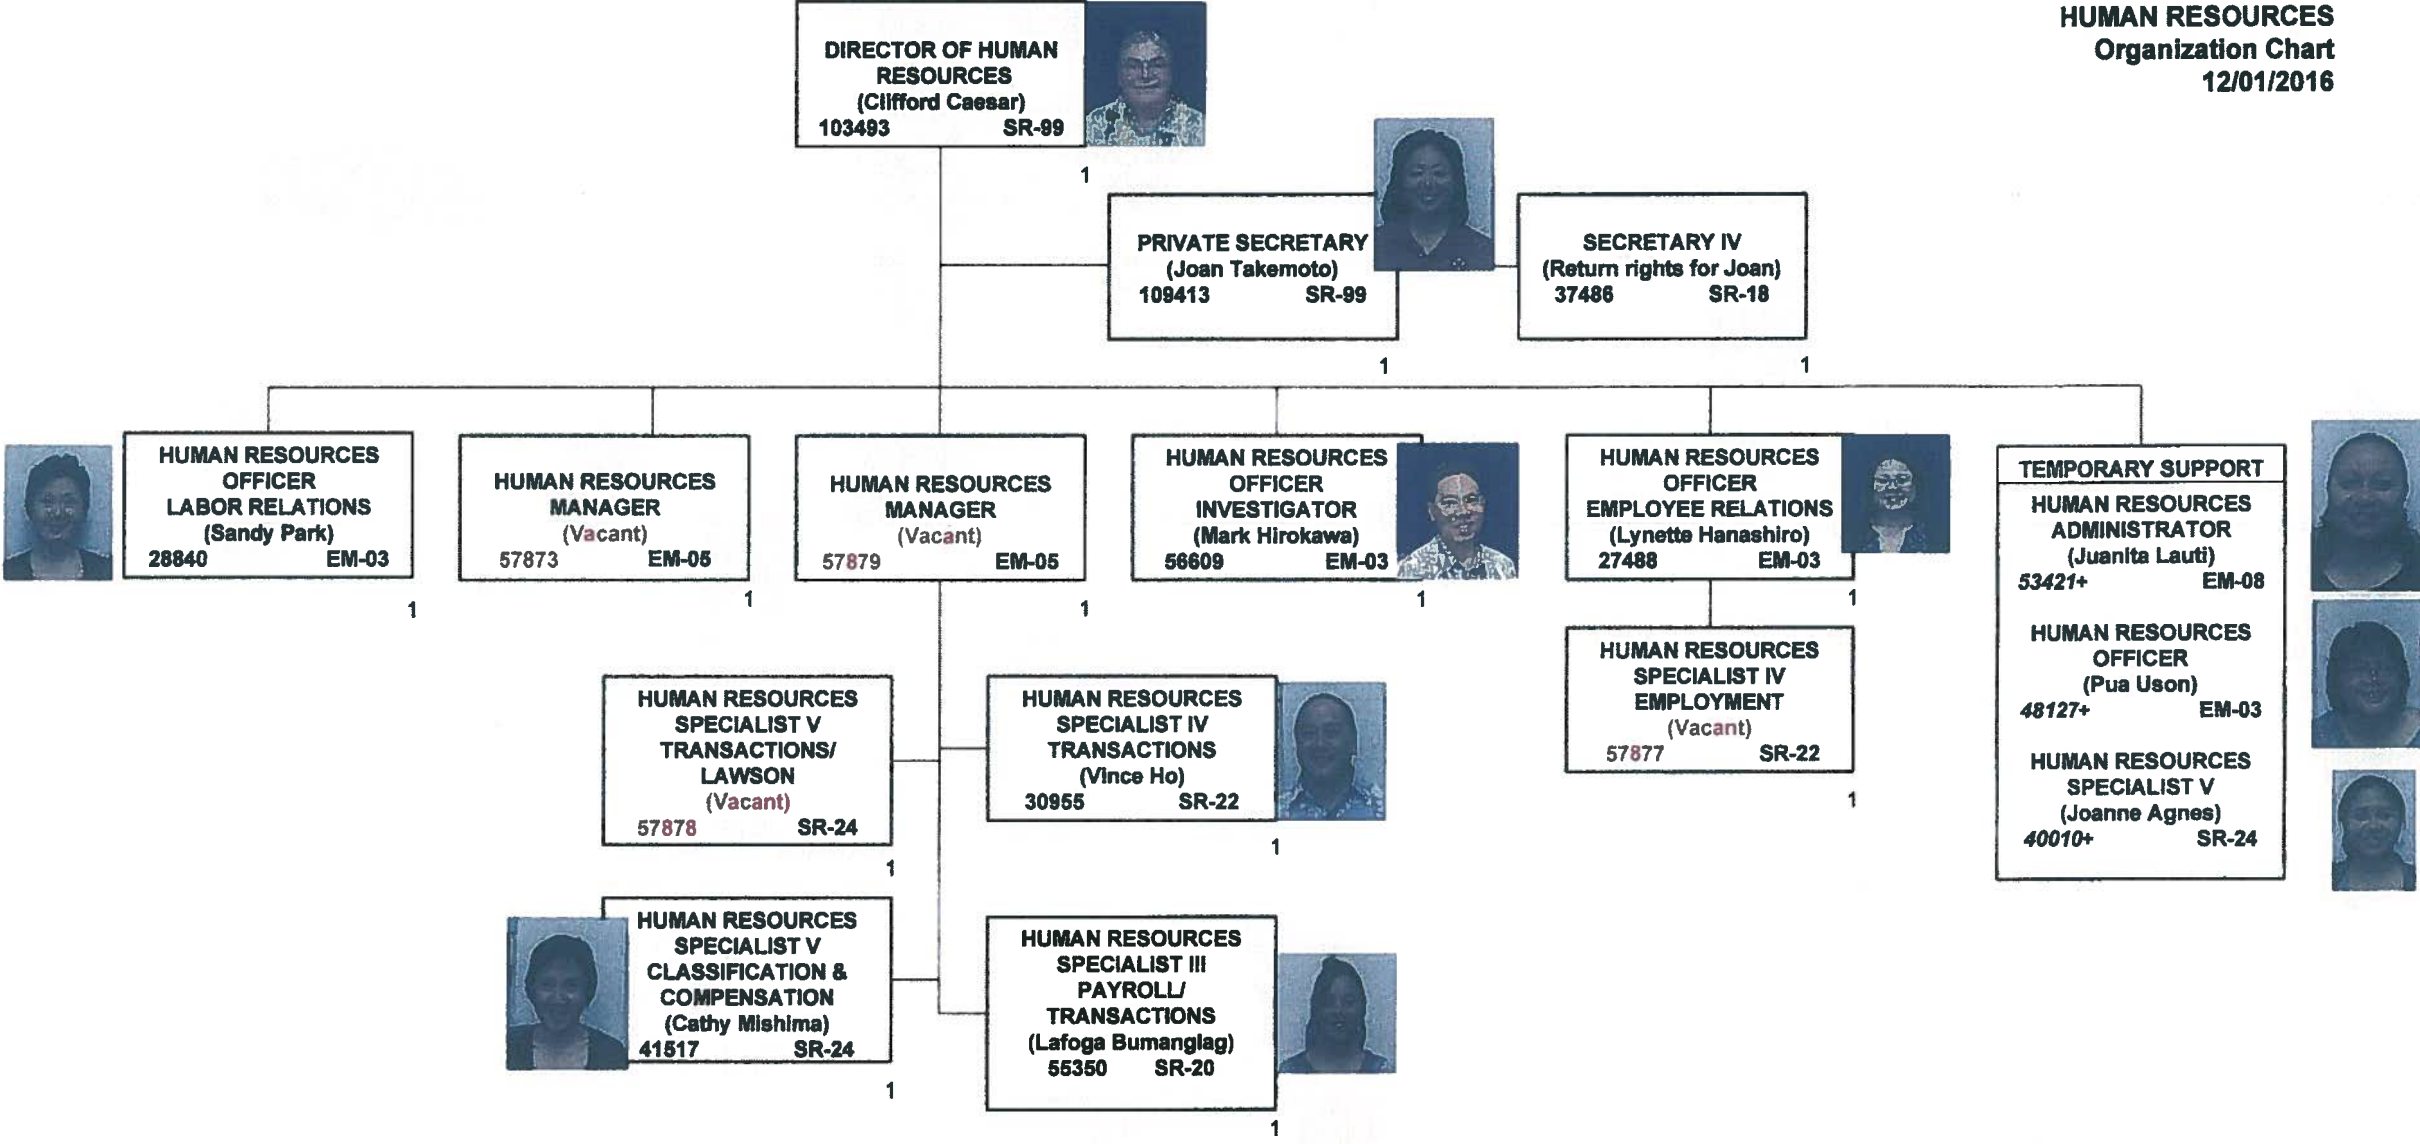 HUMAN RESOURCES
Organization Chart
12/01/2016
DIRECTOR OF HUMAN
RESOURCES
(Clifford Caesar)
103493 SR-99
1
PRIVATE SECRETARY
(Joan Takemoto)
109413 SR-99
1
SECRETARY IV
(Return rights for Joan)
37486 SR-18
1
HUMAN RESOURCES
OFFICER
LABOR RELATIONS
(Sandy Park)
28840 EM-03
1
HUMAN RESOURCES
MANAGER
(Vacant)
57873 EM-05
1
HUMAN RESOURCES
MANAGER
(Vacant)
57879 EM-05
1
HUMAN RESOURCES
OFFICER
INVESTIGATOR
(Mark Hirokawa)
56609 EM-03
1
HUMAN RESOURCES
OFFICER
EMPLOYEE RELATIONS
(Lynette Hanashiro)
27488 EM-03
1
TEMPORARY SUPPORT
HUMAN RESOURCES
ADMINISTRATOR
(Juanita Lauti)
53421+ EM-08
HUMAN RESOURCES
OFFICER
(Pua Uson)
48127+ EM-03
HUMAN RESOURCES
SPECIALIST V
(Joanne Agnes)
40010+ SR-24
HUMAN RESOURCES
SPECIALIST V
TRANSACTIONS/
LAWSON
(Vacant)
57878 SR-24
1
HUMAN RESOURCES
SPECIALIST IV
TRANSACTIONS
(Vince Ho)
30955 SR-22
1
HUMAN RESOURCES
SPECIALIST IV
EMPLOYMENT
(Vacant)
57877 SR-22
1
HUMAN RESOURCES
SPECIALIST V
CLASSIFICATION &
COMPENSATION
(Cathy Mishima)
41517 SR-24
1
HUMAN RESOURCES
SPECIALIST III
PAYROLL/
TRANSACTIONS
(Lafoga Bumanglag)
55350 SR-20
1